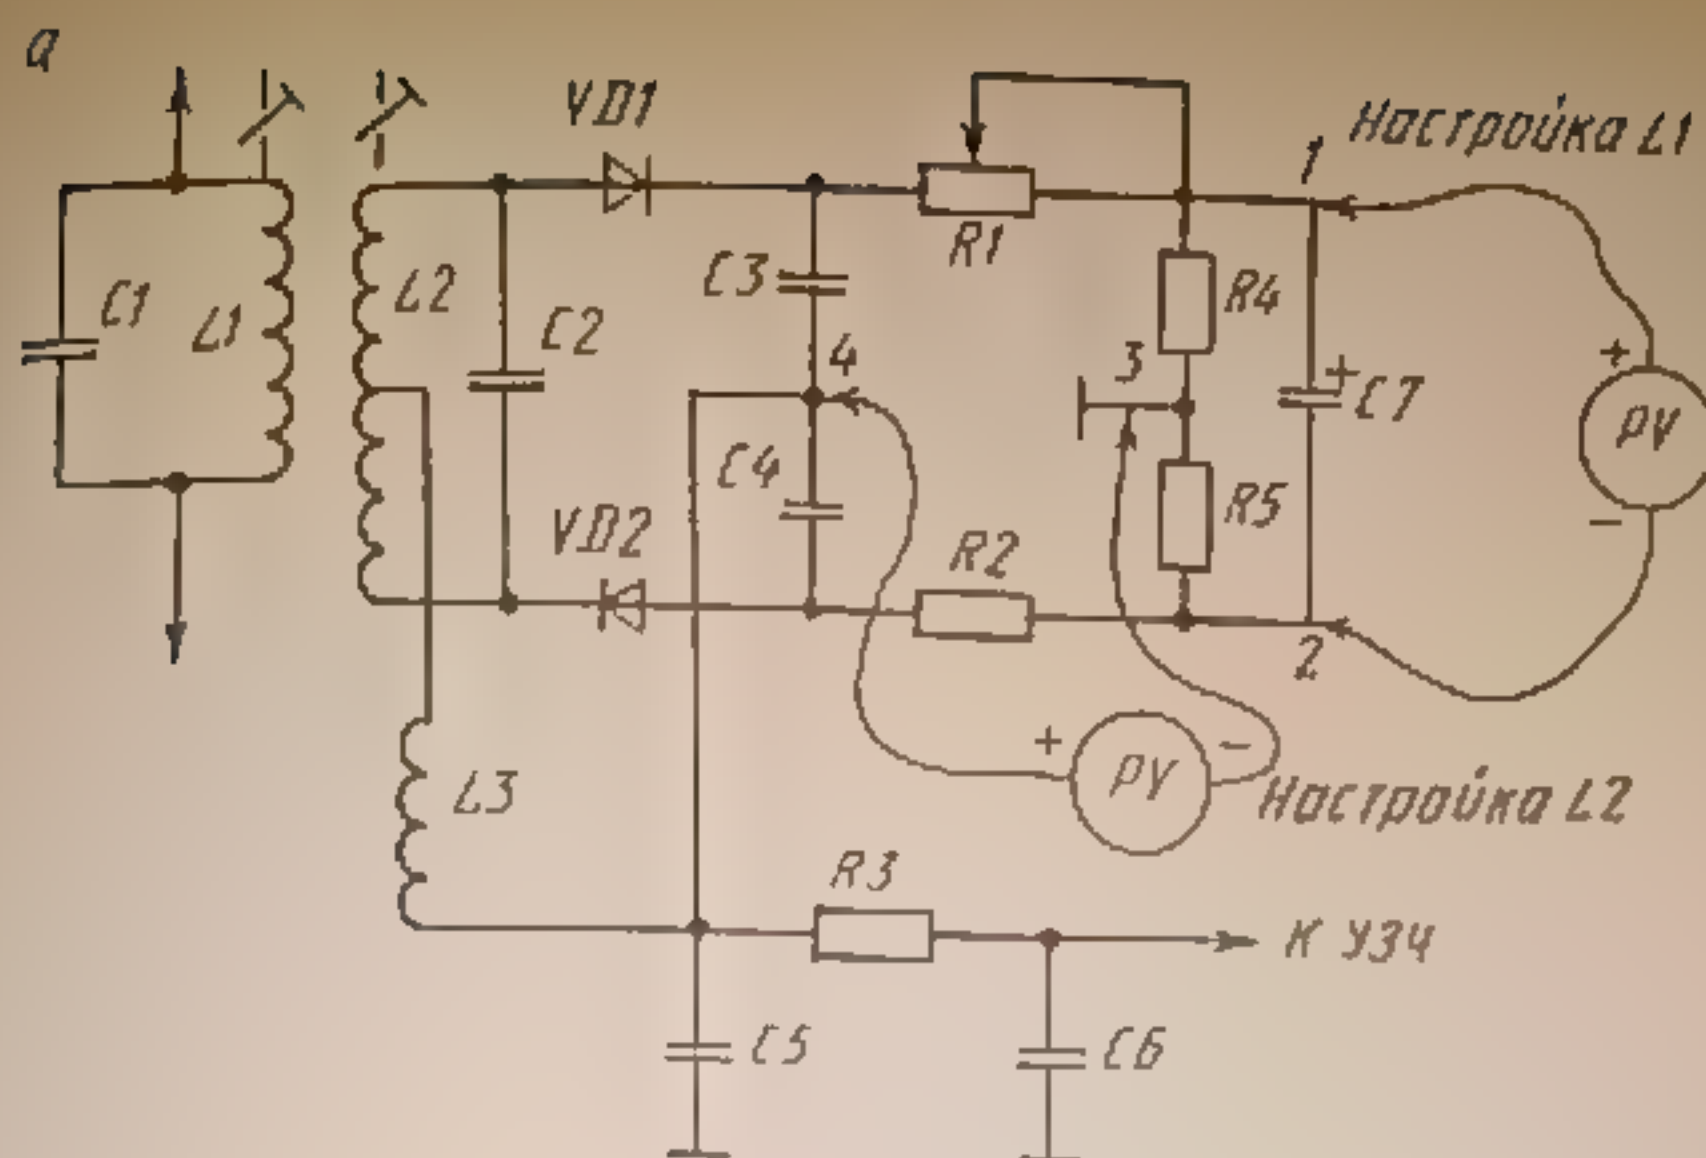 а
VD1
1 Настройка L1
R1
C3
R4
L2
C1
L1
C2
4
3
+
+
C7
PV
C4
R5
VD2
R2
−
2
+
−
PV
L3
Настройка L2
R3
К УЗЧ
C5
C6